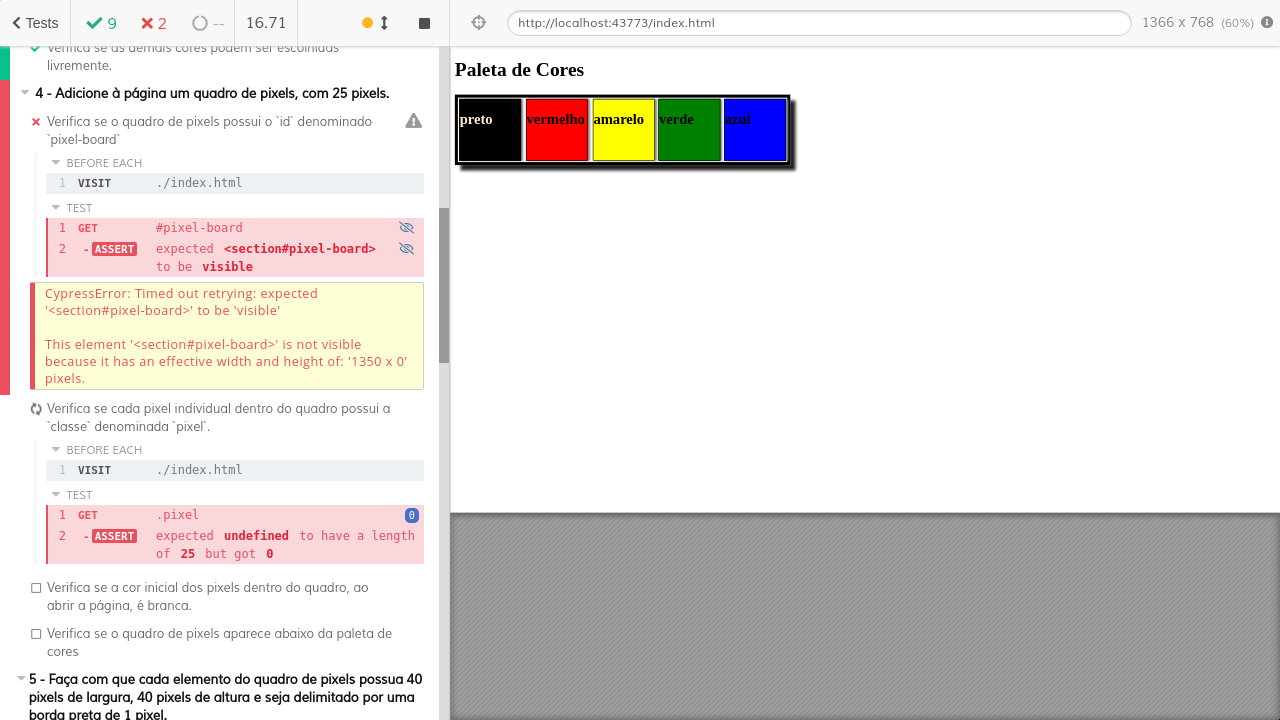 Tests
9
2
--
16.71
http://localhost:43773/index.html
1366 x 768 (60%)
Verifica se as demais cores podem ser escolhidas
livremente.
4 - Adicione à página um quadro de pixels, com 25 pixels.
Verifica se o quadro de pixels possui o `id` denominado
`pixel-board`
BEFORE EACH
1 VISIT ./index.html
TEST
1 GET #pixel-board
2 -ASSERT expected <section#pixel-board>
to be visible
CypressError: Timed out retrying: expected
'<section#pixel-board>' to be 'visible'
This element '<section#pixel-board>' is not visible
because it has an effective width and height of: '1350 x 0'
pixels.
Verifica se cada pixel individual dentro do quadro possui a
`classe` denominada `pixel`.
BEFORE EACH
1 VISIT ./index.html
TEST
1 GET .pixel 0
2 -ASSERT expected undefined to have a length
of 25 but got 0
Verifica se a cor inicial dos pixels dentro do quadro, ao
abrir a página, é branca.
Verifica se o quadro de pixels aparece abaixo da paleta de
cores
5 - Faça com que cada elemento do quadro de pixels possua 40
pixels de largura, 40 pixels de altura e seja delimitado por uma
borda preta de 1 pixel.
Paleta de Cores
preto
vermelho
amarelo
verde
azul